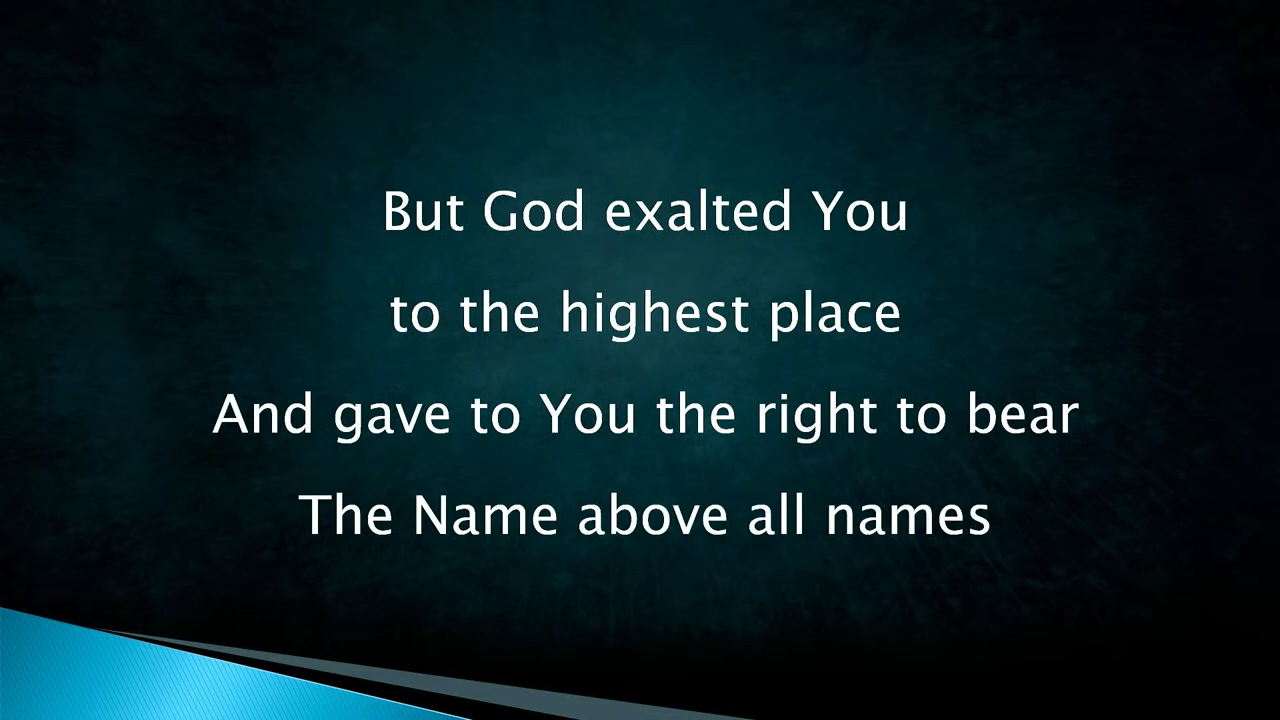 But God exalted You
to the highest place
And gave to You the right to bear
The Name above all names